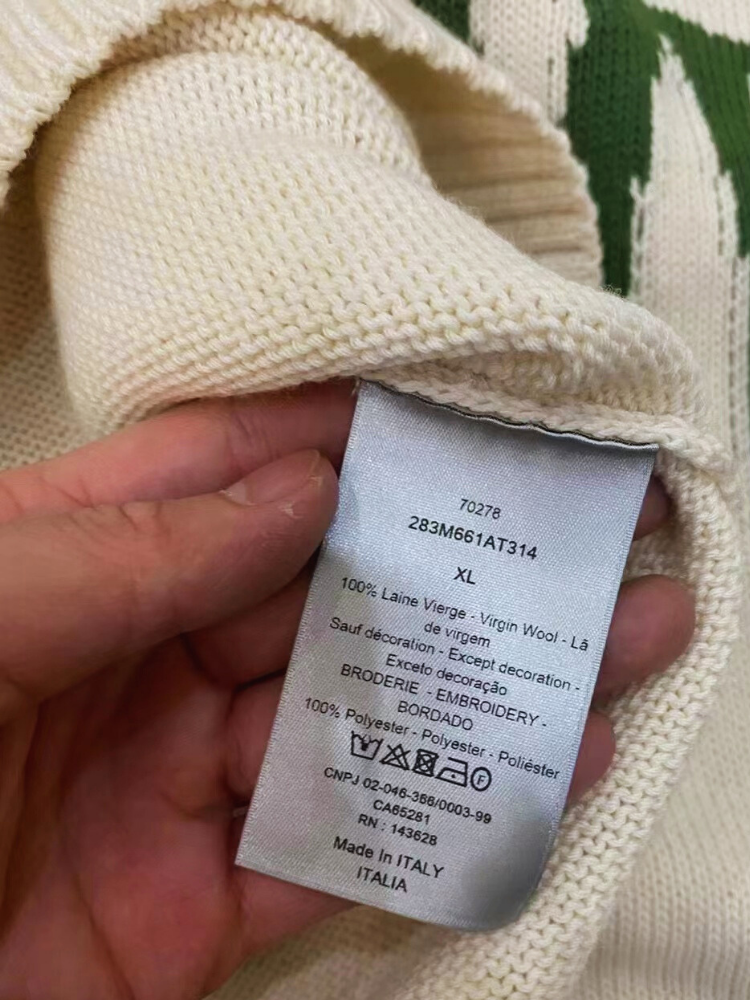 70278
283M661AT314
XL
100% Laine Vierge - Virgin Wool - Lã
de virgem
Sauf décoration - Except decoration -
Exceto decoração
BRODERIE - EMBROIDERY -
BORDADO
100% Polyester - Polyester - Poliéster
F
CNPJ 02-046-356/0003-99
CA65281
RN : 143628
Made In ITALY
ITALIA